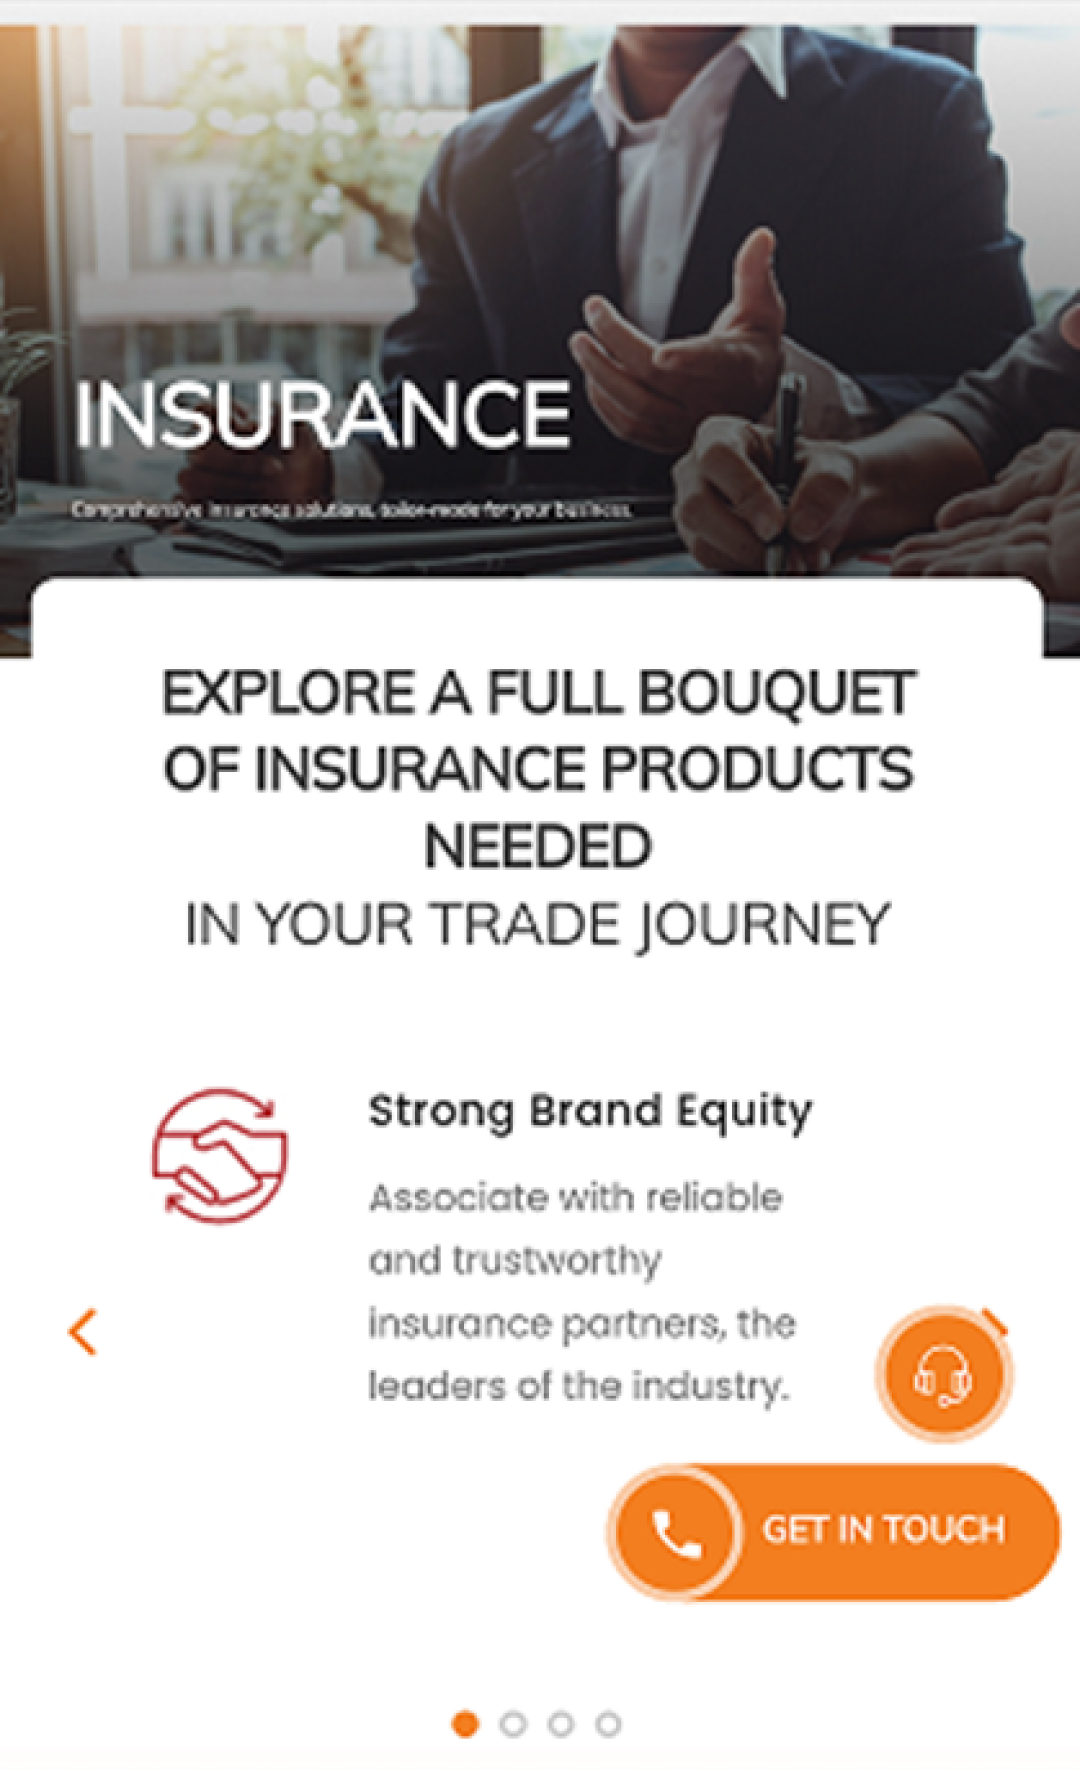 INSURANCE
Comprehensive insurance solutions, tailor-made for your business.
EXPLORE A FULL BOUQUET
OF INSURANCE PRODUCTS
NEEDED
IN YOUR TRADE JOURNEY
Strong Brand Equity
Associate with reliable
and trustworthy
insurance partners, the
leaders of the industry.
GET IN TOUCH